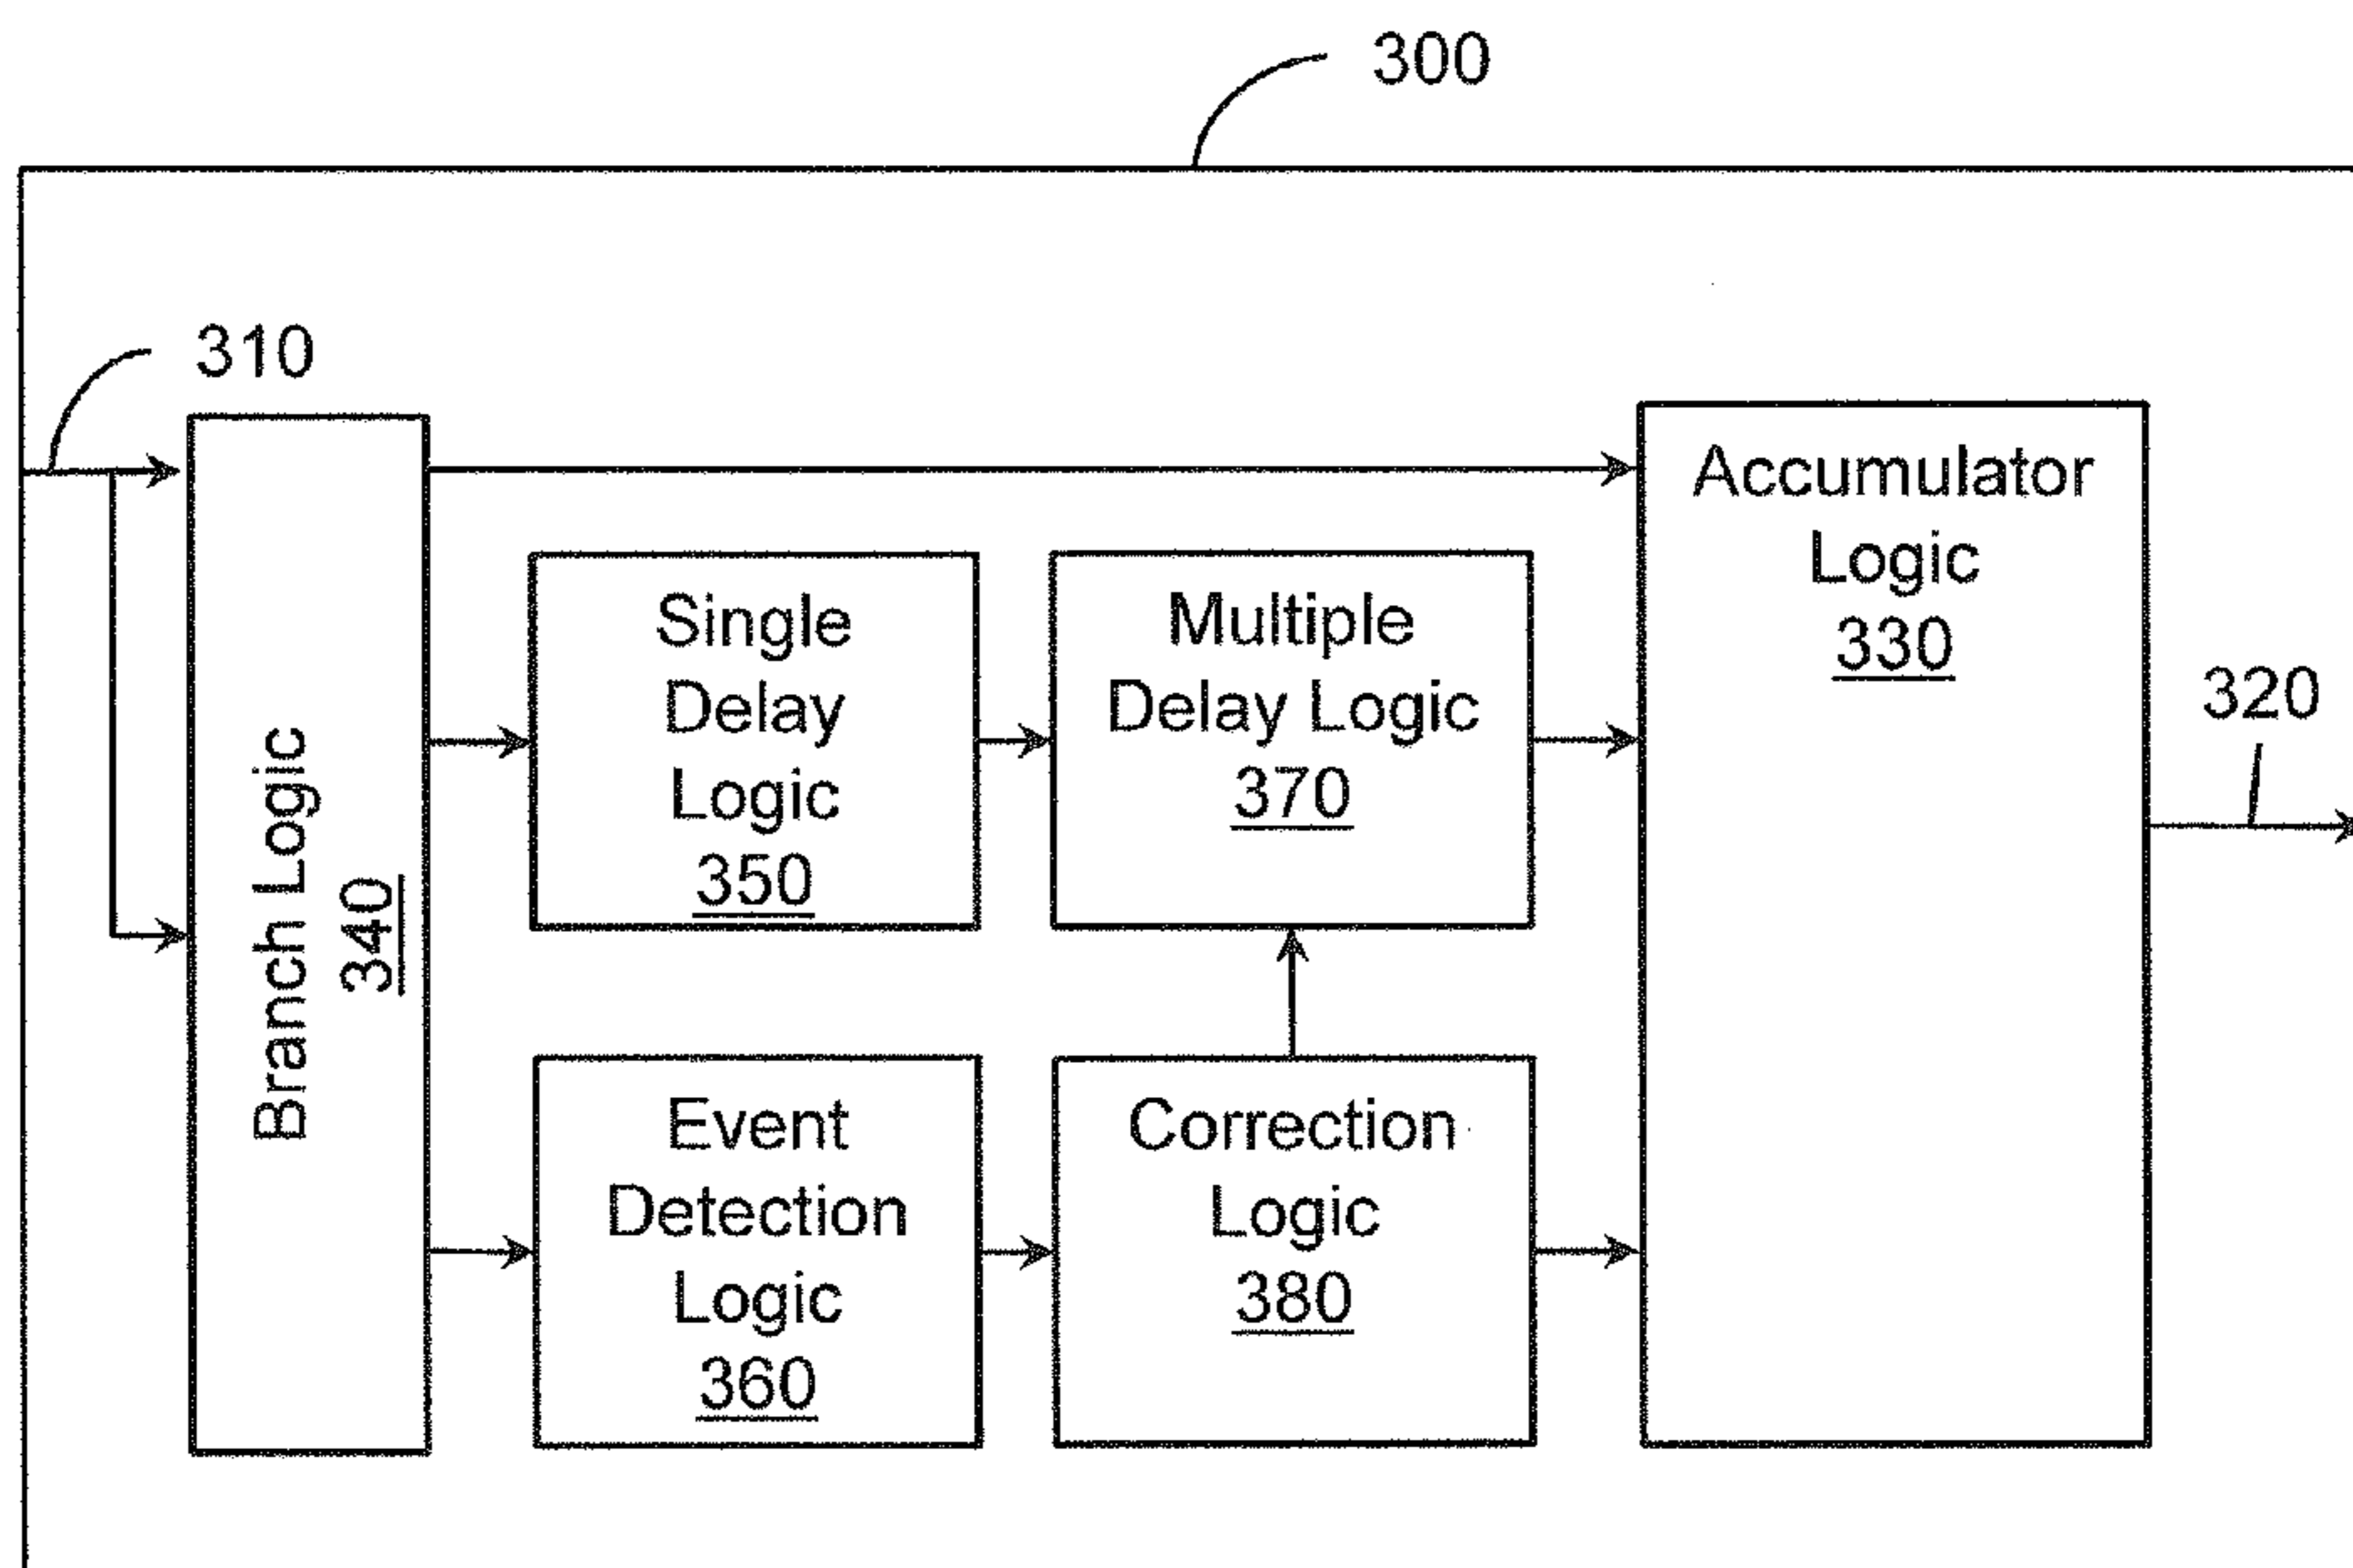 300
310
Branch Logic
340
Single
Delay
Logic
350
Multiple
Delay Logic
370
Accumulator
Logic
330
320
Event
Detection
Logic
360
Correction
Logic
380